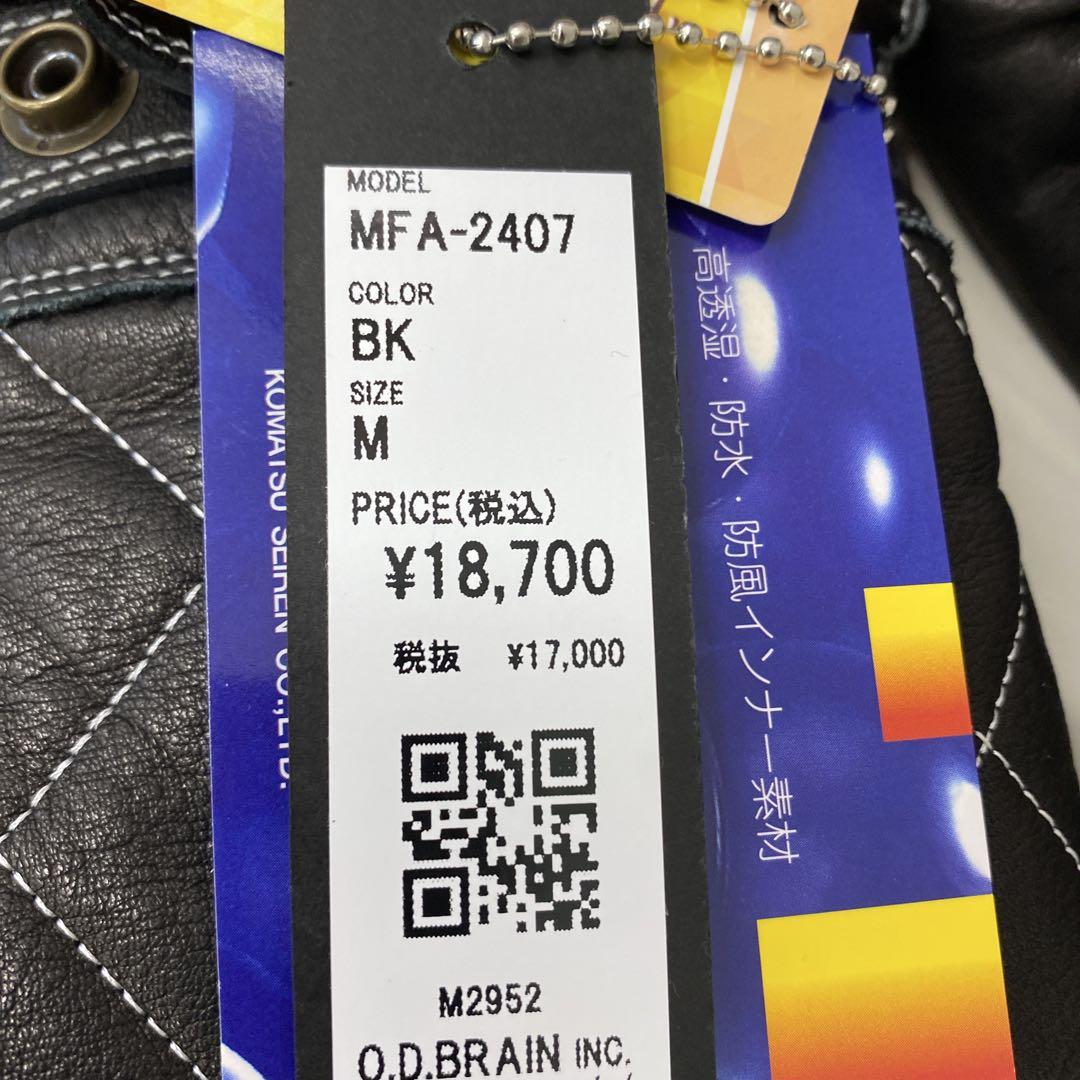 MODEL
MFA-2407
COLOR
BK
SIZE
M
PRICE(税込)
¥18,700
税抜 ¥17,000
M2952
O.D.BRAIN INC.
KOMATSU SEIREN CO.,LTD.
高透湿・防水・防風インナー素材